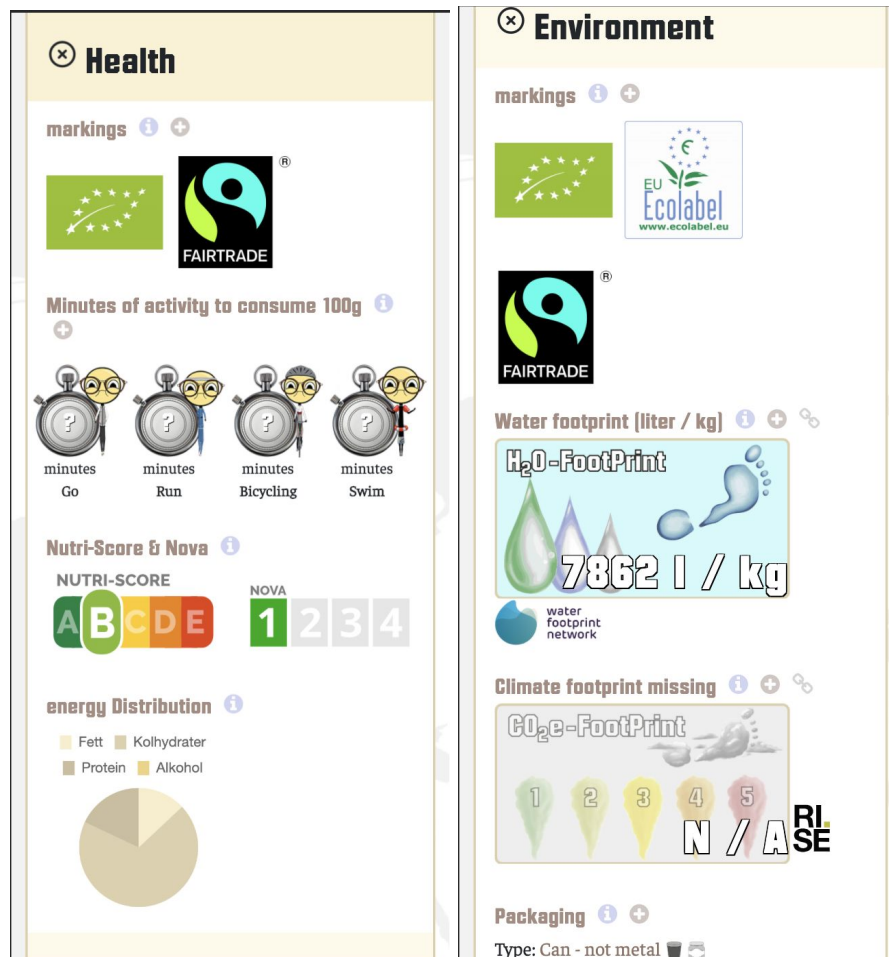 Health
markings
®
FAIRTRADE
Minutes of activity to consume 100g
? ? ? ?
minutes minutes minutes minutes
Go Run Bicycling Swim
Nutri-Score & Nova
NUTRI-SCORE
A B C D E
NOVA
1 2 3 4
energy Distribution
Fett Kolhydrater
Protein Alkohol
Environment
markings
EU
Ecolabel
www.ecolabel.eu
®
FAIRTRADE
Water footprint (liter / kg)
H₂O-FootPrint
7862 l / kg
water
footprint
network
Climate footprint missing
CO₂e-FootPrint
1 2 3 4 5
N / A
RI.
SE
Packaging
Type: Can - not metal